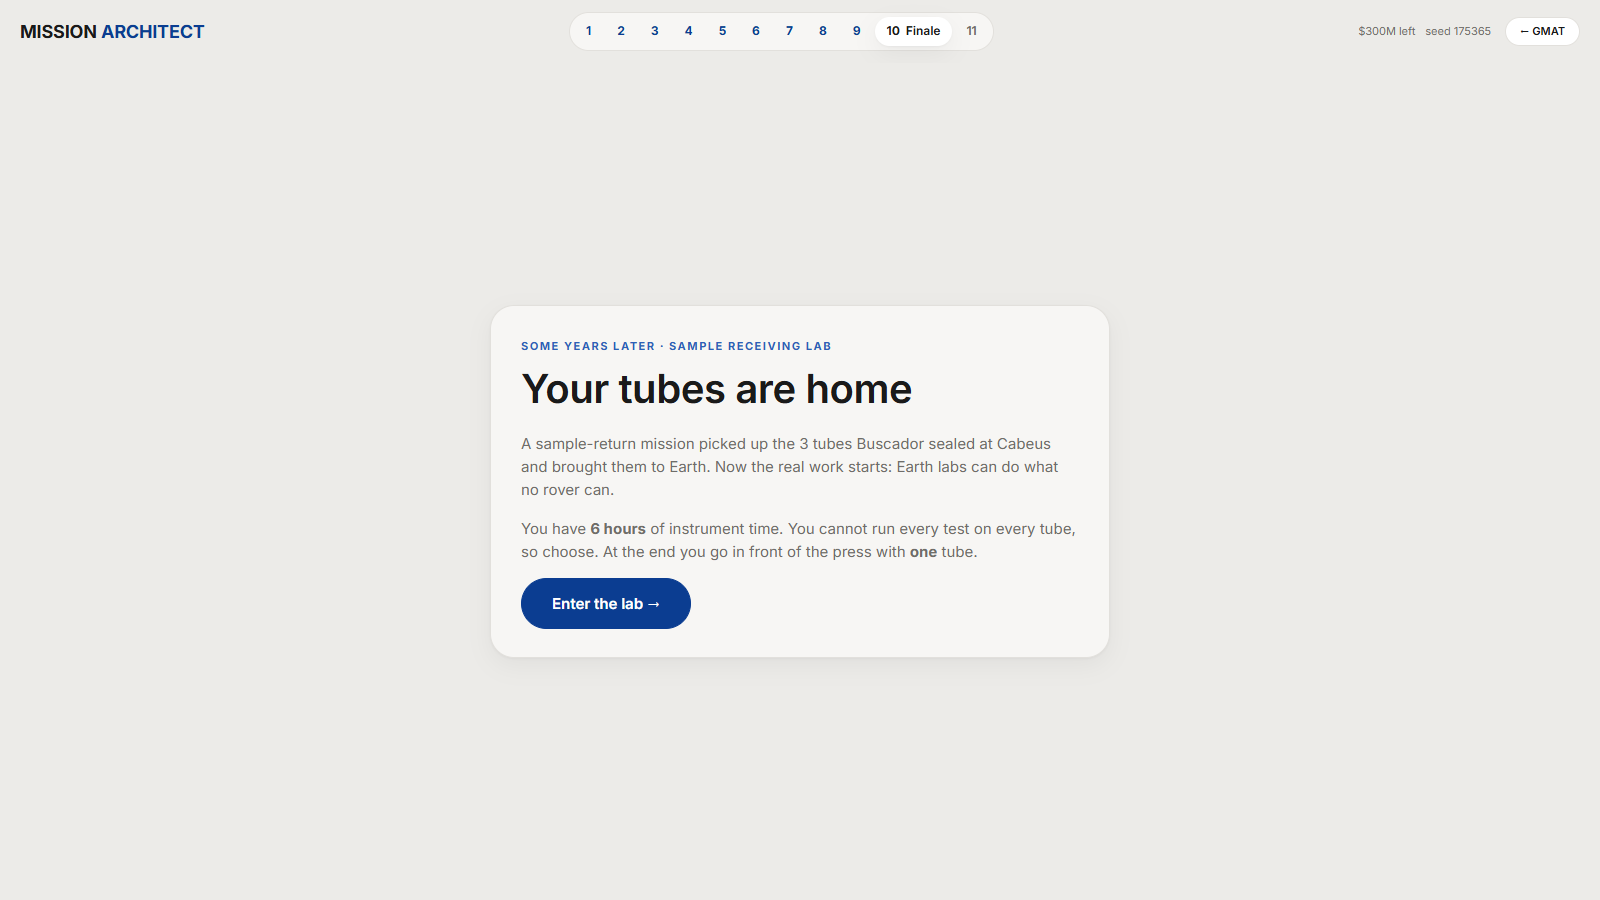 MISSION ARCHITECT
1 2 3 4 5 6 7 8 9 10 Finale 11
$300M left seed 175365 ← GMAT
SOME YEARS LATER · SAMPLE RECEIVING LAB
Your tubes are home
A sample-return mission picked up the 3 tubes Buscador sealed at Cabeus
and brought them to Earth. Now the real work starts: Earth labs can do what
no rover can.
You have 6 hours of instrument time. You cannot run every test on every tube,
so choose. At the end you go in front of the press with one tube.
Enter the lab →